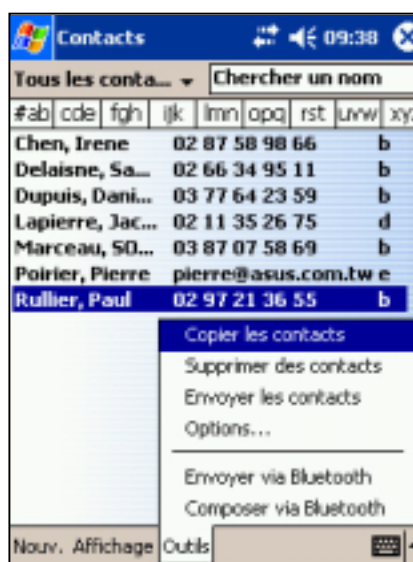 Contacts 09:38
Tous les conta... Chercher un nom
#ab cde fgh ijk lmn opq rst uvw xyz
Chen, Irene 02 87 58 98 66 b
Delaisne, Sa... 02 66 34 95 11 b
Dupuis, Dani... 03 77 64 23 59 b
Lapierre, Jac... 02 11 35 26 75 d
Marceau, SO... 03 87 07 58 69 b
Poirier, Pierre pierre@asus.com.tw e
Rullier, Paul 02 97 21 36 55 b
Copier les contacts
Supprimer des contacts
Envoyer les contacts
Options...
Envoyer via Bluetooth
Composer via Bluetooth
Nouv. Affichage Outils